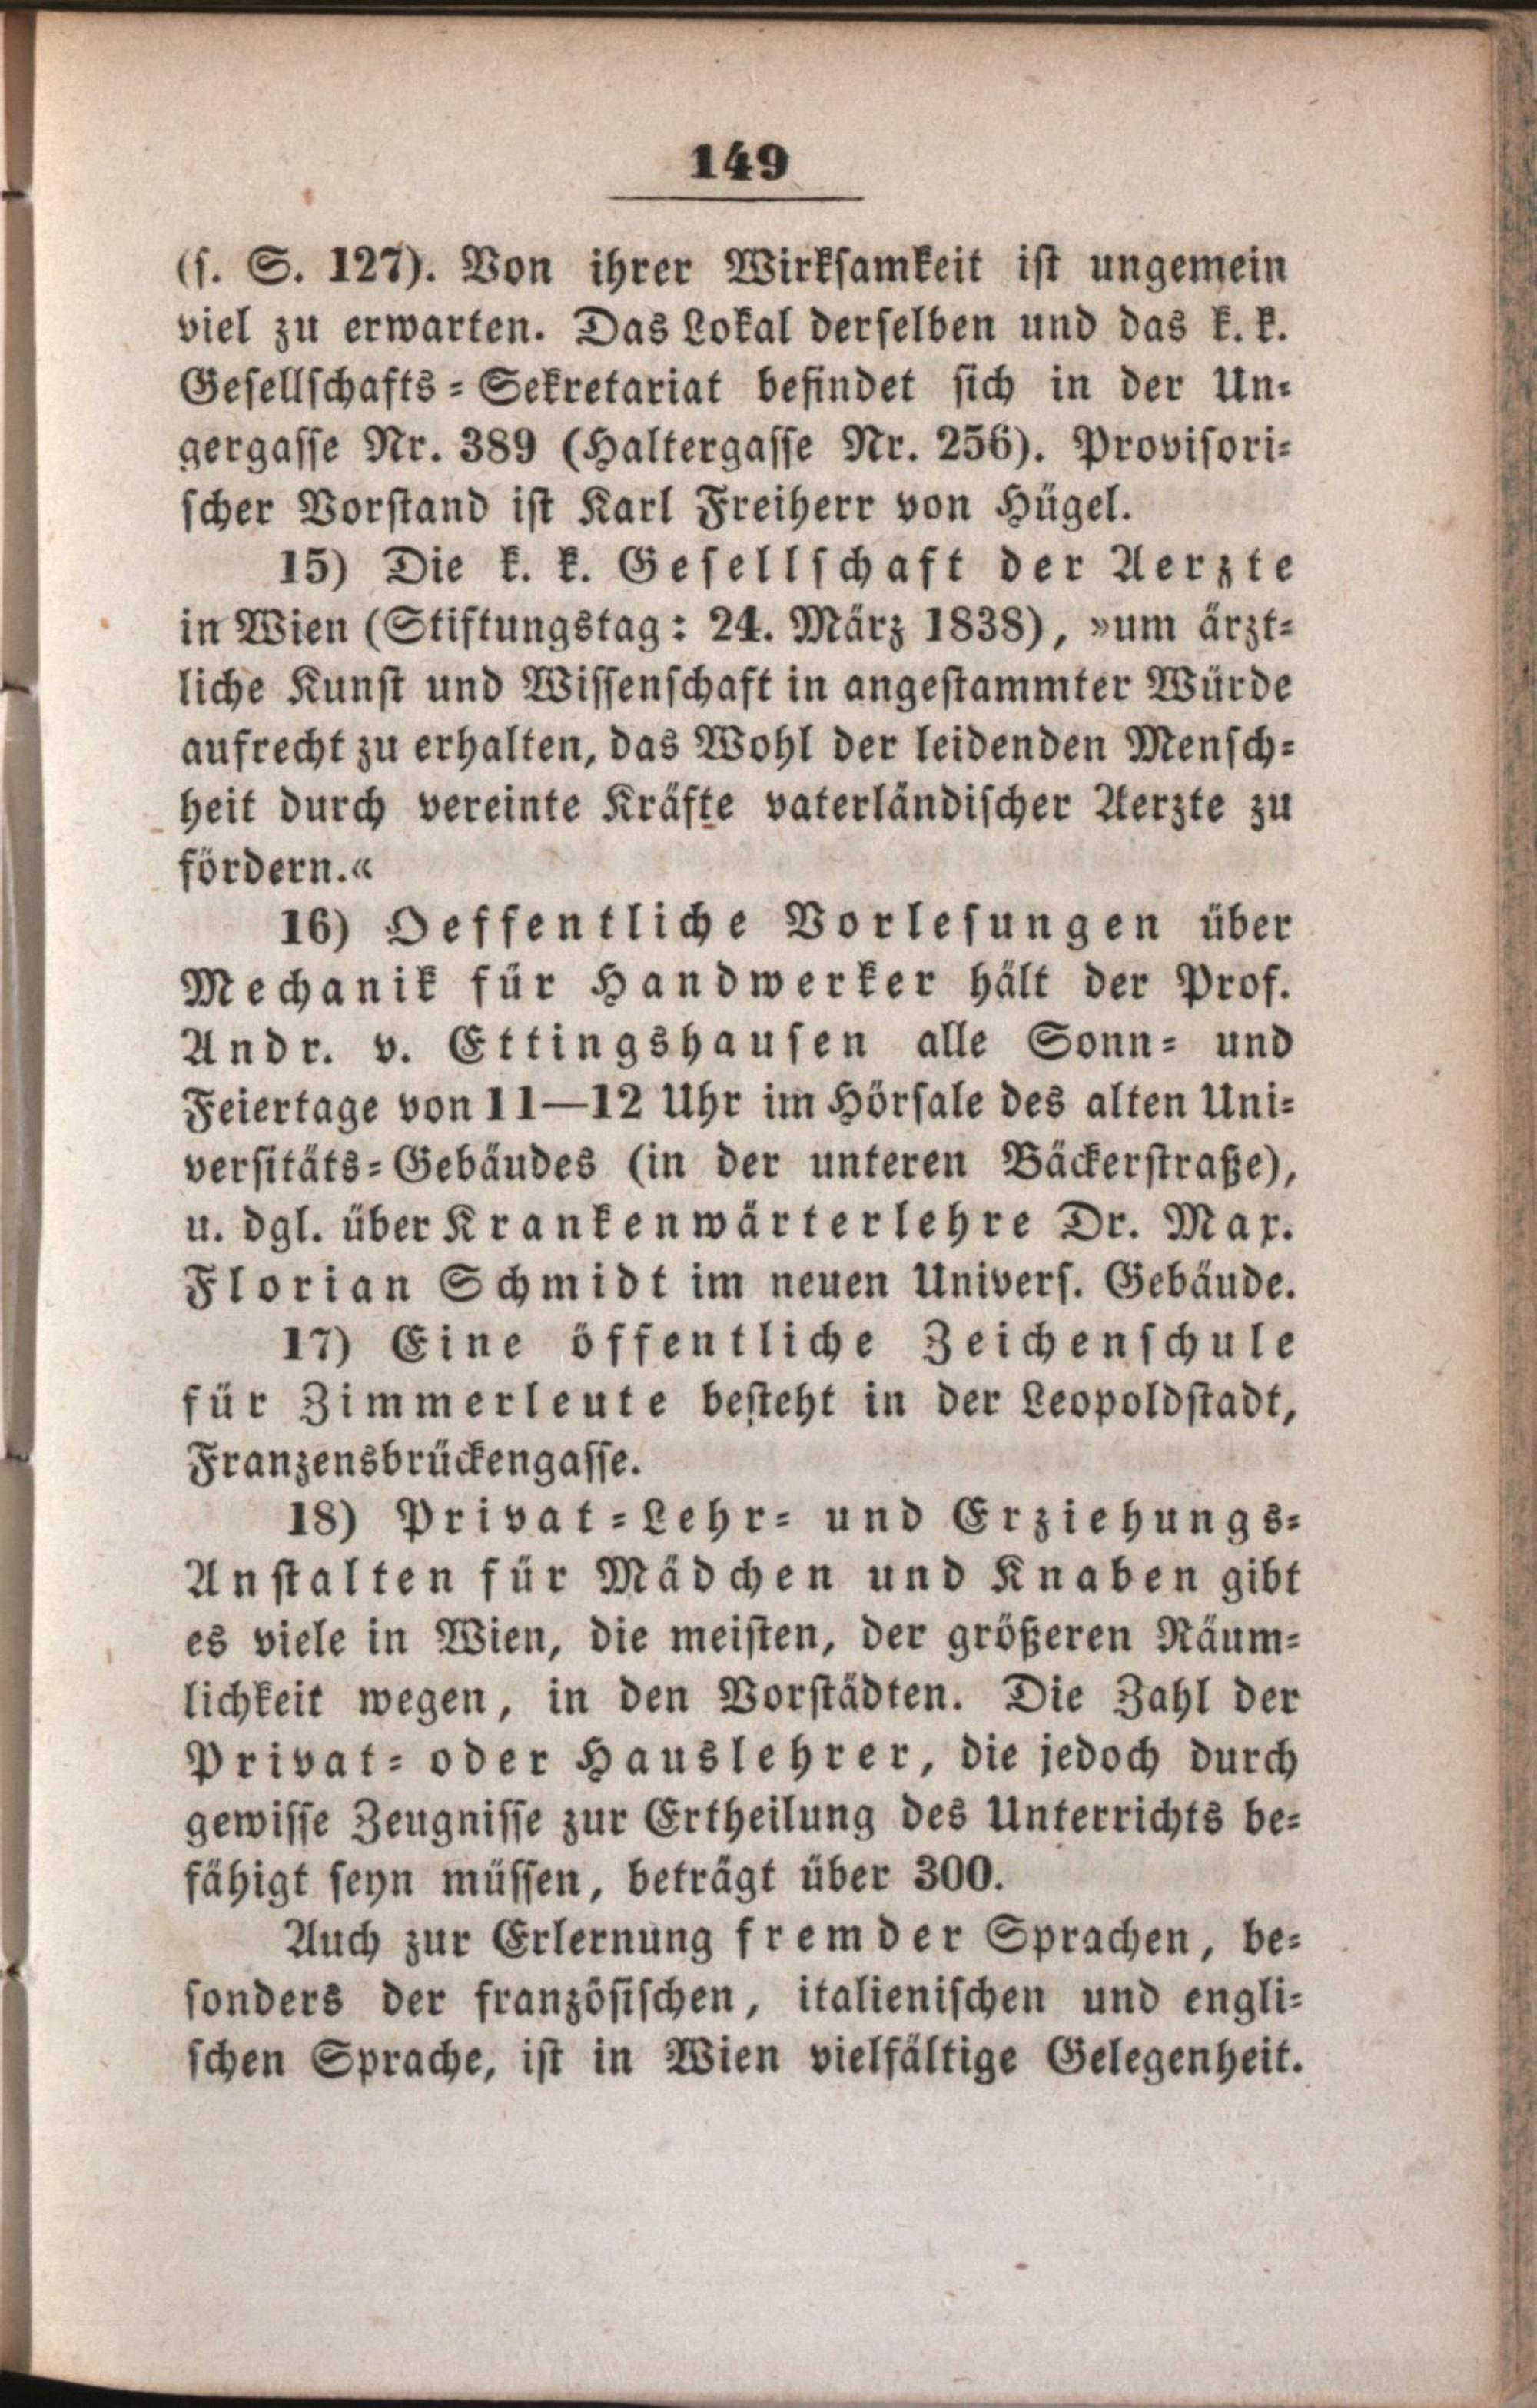 149
(s. S. 127). Von ihrer Wirksamkeit ist ungemein
viel zu erwarten. Das Lokal derselben und das k. k.
Gesellschafts-Sekretariat befindet sich in der Un-
gergasse Nr. 389 (Haltergasse Nr. 256). Provisori-
scher Vorstand ist Karl Freiherr von Hügel.
15) Die k. k. Gesellschaft der Aerzte
in Wien (Stiftungstag: 24. März 1838), »um ärzt-
liche Kunst und Wissenschaft in angestammter Würde
aufrecht zu erhalten, das Wohl der leidenden Mensch-
heit durch vereinte Kräfte vaterländischer Aerzte zu
fördern.«
16) Oeffentliche Vorlesungen über
Mechanik für Handwerker hält der Prof.
Andr. v. Ettingshausen alle Sonn- und
Feiertage von 11—12 Uhr im Hörsale des alten Uni-
versitäts-Gebäudes (in der unteren Bäckerstraße),
u. dgl. über Krankenwärterlehre Dr. Max.
Florian Schmidt im neuen Univers. Gebäude.
17) Eine öffentliche Zeichenschule
für Zimmerleute besteht in der Leopoldstadt,
Franzensbrückengasse.
18) Privat-Lehr- und Erziehungs-
Anstalten für Mädchen und Knaben gibt
es viele in Wien, die meisten, der größeren Räum-
lichkeit wegen, in den Vorstädten. Die Zahl der
Privat- oder Hauslehrer, die jedoch durch
gewisse Zeugnisse zur Ertheilung des Unterrichts be-
fähigt seyn müssen, beträgt über 300.
Auch zur Erlernung fremder Sprachen, be-
sonders der französischen, italienischen und engli-
schen Sprache, ist in Wien vielfältige Gelegenheit.